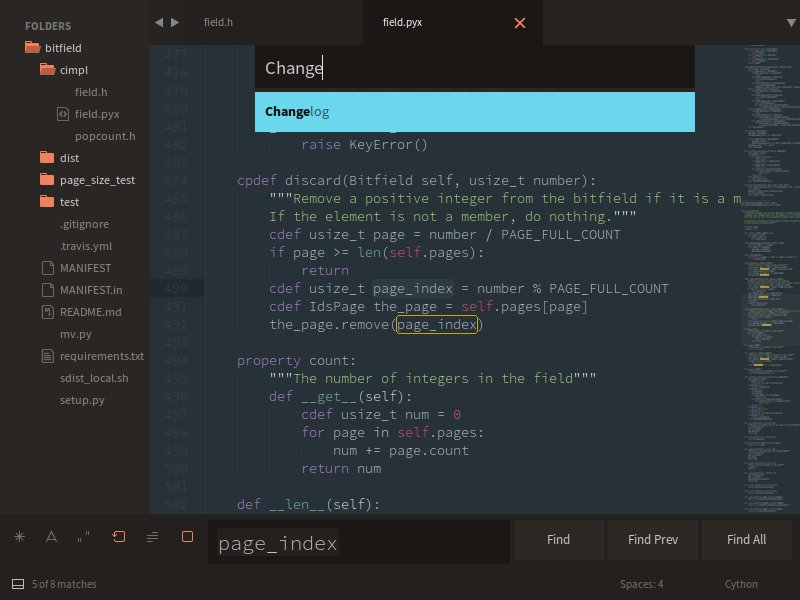 FOLDERS
bitfield
cimpl
field.h
field.pyx
popcount.h
dist
page_size_test
test
.gitignore
.travis.yml
MANIFEST
MANIFEST.in
README.md
mv.py
requirements.txt
sdist_local.sh
setup.py
field.h
field.pyx
Change
Changelog
477
478
479
480
481
482 raise KeyError()
483
484 cpdef discard(Bitfield self, usize_t number):
485 """Remove a positive integer from the bitfield if it is a m
486 If the element is not a member, do nothing."""
487 cdef usize_t page = number / PAGE_FULL_COUNT
488 if page >= len(self.pages):
489 return
490 cdef usize_t page_index = number % PAGE_FULL_COUNT
491 cdef IdsPage the_page = self.pages[page]
492 the_page.remove(page_index)
493
494 property count:
495 """The number of integers in the field"""
496 def __get__(self):
497 cdef usize_t num = 0
498 for page in self.pages:
499 num += page.count
500 return num
501
502 def __len__(self):
page_index
Find
Find Prev
Find All
5 of 8 matches
Spaces: 4
Cython